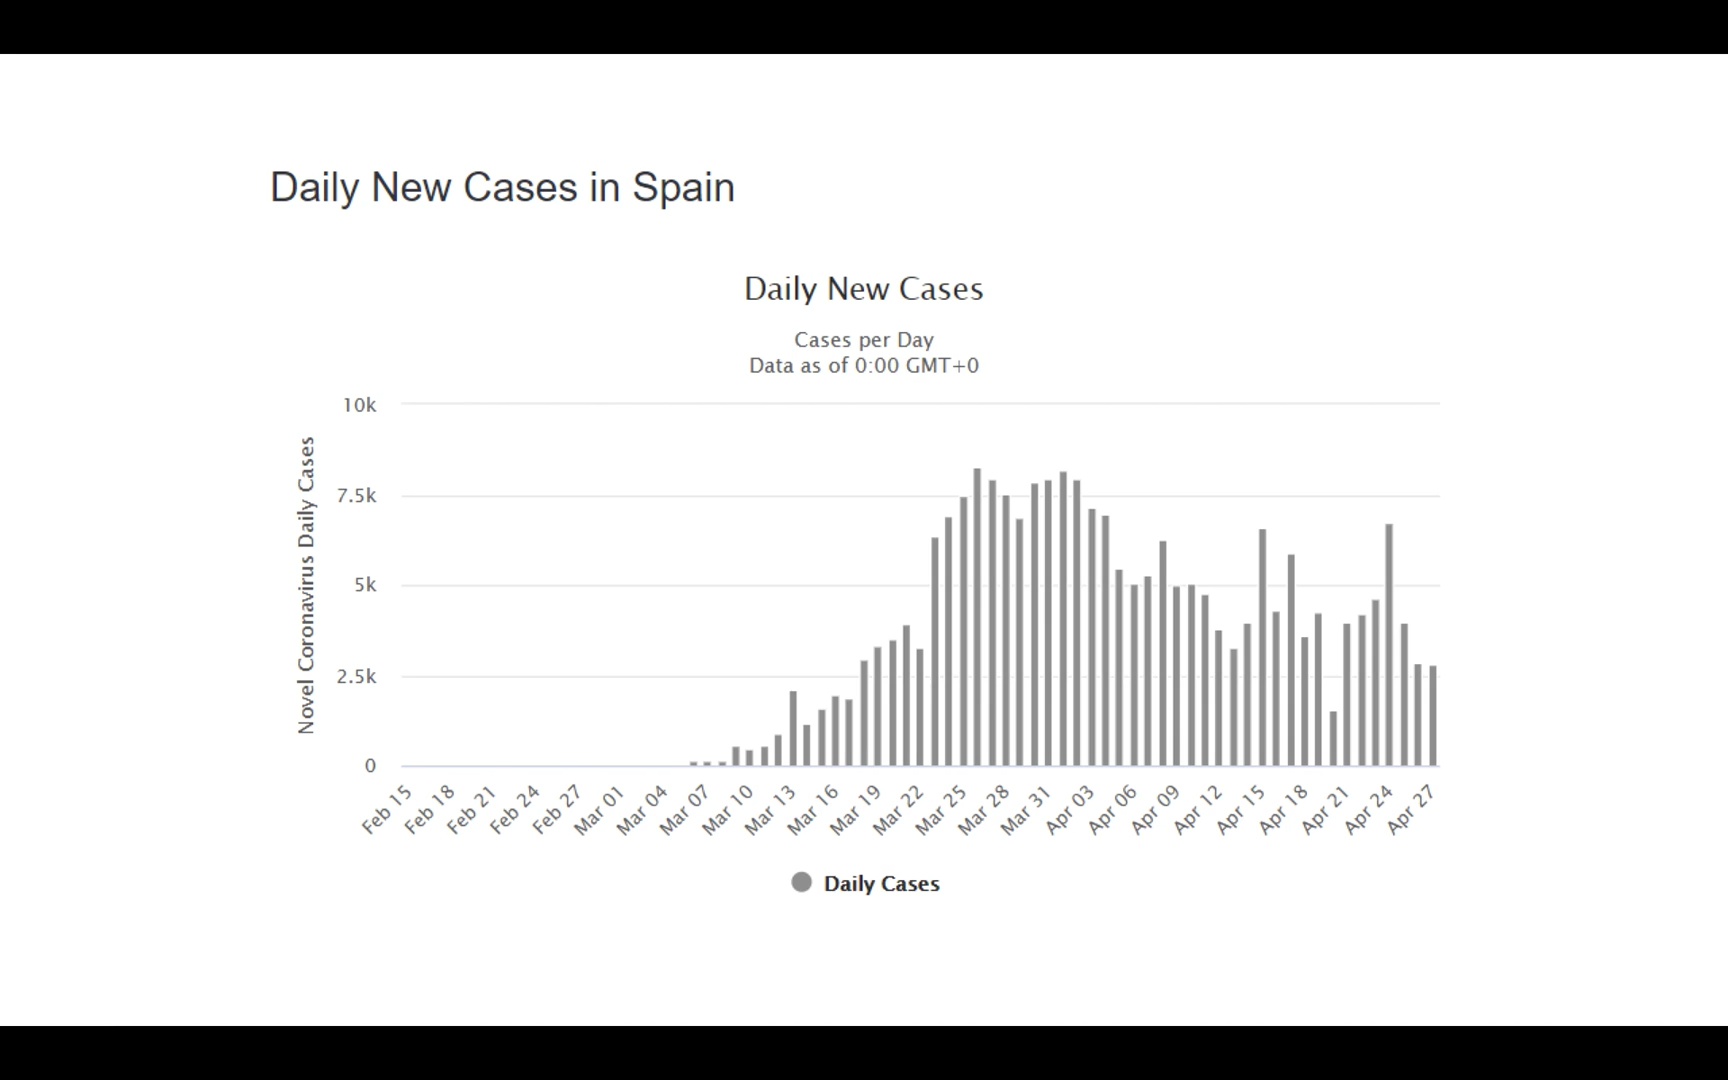 Daily New Cases in Spain
Daily New Cases
Cases per Day
Data as of 0:00 GMT+0
Novel Coronavirus Daily Cases
10k
7.5k
5k
2.5k
0
Feb 15
Feb 18
Feb 21
Feb 24
Feb 27
Mar 01
Mar 04
Mar 07
Mar 10
Mar 13
Mar 16
Mar 19
Mar 22
Mar 25
Mar 28
Mar 31
Apr 03
Apr 06
Apr 09
Apr 12
Apr 15
Apr 18
Apr 21
Apr 24
Apr 27
Daily Cases